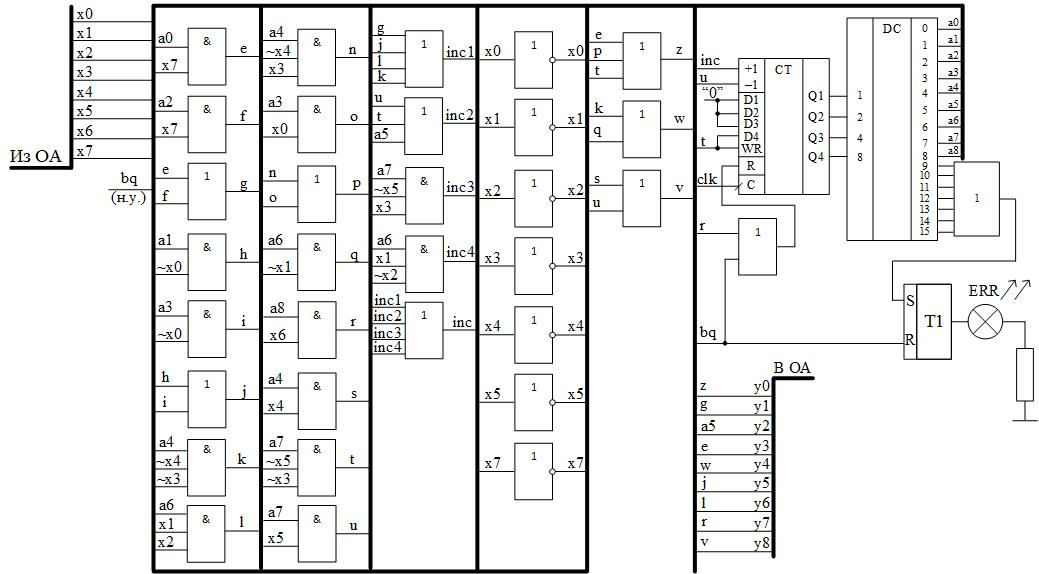 x0
x1
x2
x3
x4
x5
x6
x7
Из ОА
bq
(н.у.)
a0
x7
&
e
a2
x7
&
f
e
f
1
g
a1
~x0
&
h
a3
~x0
&
i
h
i
1
j
a4
~x4
~x3
&
k
a6
x1
x2
&
l
a4
~x4
x3
&
n
a3
x0
&
o
n
o
1
p
a6
~x1
&
q
a8
x6
&
r
a4
x4
&
s
a7
~x5
~x3
&
t
a7
x5
&
u
g
j
l
k
1
inc1
u
t
a5
1
inc2
a7
~x5
x3
&
inc3
a6
x1
~x2
&
inc4
inc1
inc2
inc3
inc4
1
inc
x0
1
x0
x1
1
x1
x2
1
x2
x3
1
x3
x4
1
x4
x5
1
x5
x7
1
x7
e
p
t
1
z
k
q
1
w
s
u
1
v
inc
u
“0”
t
clk
r
bq
+1
−1
D1
D2
D3
D4
WR
R
C
CT
Q1
Q2
Q3
Q4
1
1
2
4
8
DC
0
1
2
3
4
5
6
7
8
9
10
11
12
13
14
15
a0
a1
a2
a3
a4
a5
a6
a7
a8
1
S
R
T1
ERR
В ОА
z y0
g y1
a5 y2
e y3
w y4
j y5
l y6
r y7
v y8